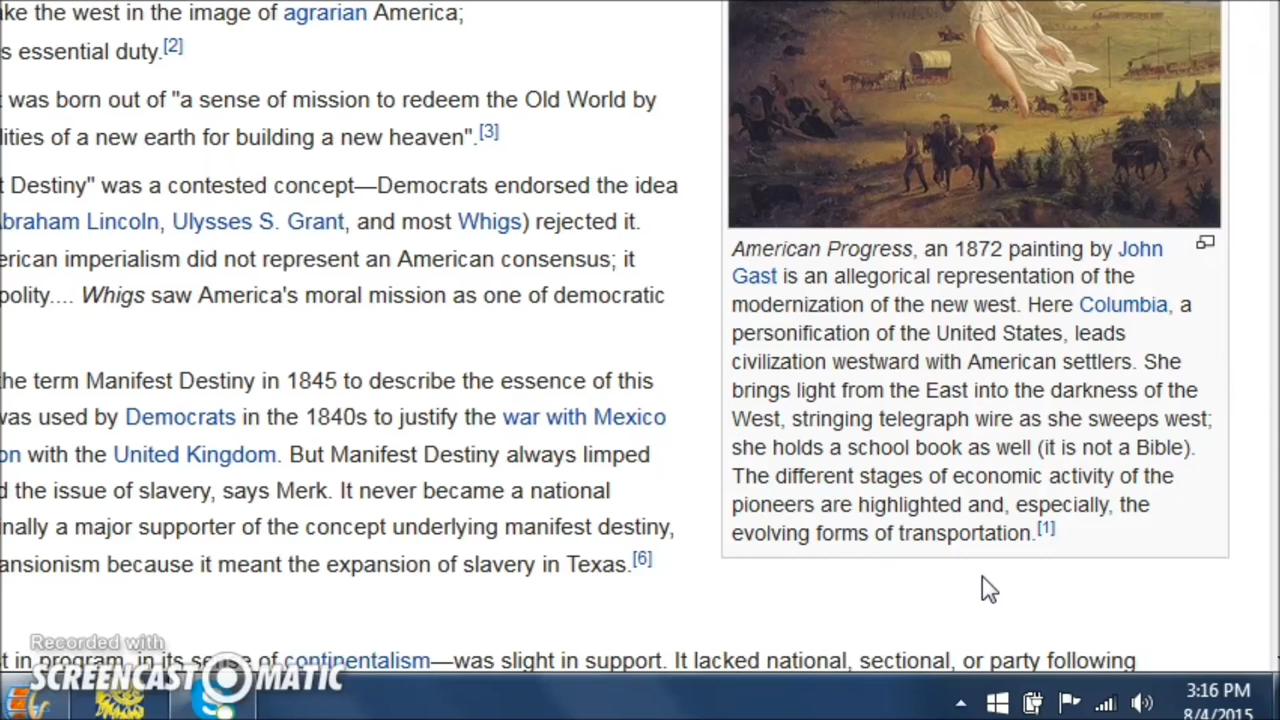 ake the west in the image of agrarian America;
s essential duty.[2]
t was born out of "a sense of mission to redeem the Old World by
lities of a new earth for building a new heaven".[3]
t Destiny" was a contested concept—Democrats endorsed the idea
Abraham Lincoln, Ulysses S. Grant, and most Whigs) rejected it.
erican imperialism did not represent an American consensus; it
polity.... Whigs saw America's moral mission as one of democratic
the term Manifest Destiny in 1845 to describe the essence of this
was used by Democrats in the 1840s to justify the war with Mexico
on with the United Kingdom. But Manifest Destiny always limped
d the issue of slavery, says Merk. It never became a national
inally a major supporter of the concept underlying manifest destiny,
ansionism because it meant the expansion of slavery in Texas.[6]
t in program, in its sense of continentalism—was slight in support. It lacked national, sectional, or party following
American Progress, an 1872 painting by John
Gast is an allegorical representation of the
modernization of the new west. Here Columbia, a
personification of the United States, leads
civilization westward with American settlers. She
brings light from the East into the darkness of the
West, stringing telegraph wire as she sweeps west;
she holds a school book as well (it is not a Bible).
The different stages of economic activity of the
pioneers are highlighted and, especially, the
evolving forms of transportation.[1]
Recorded with
SCREENCAST-O-MATIC
3:16 PM
8/4/2015